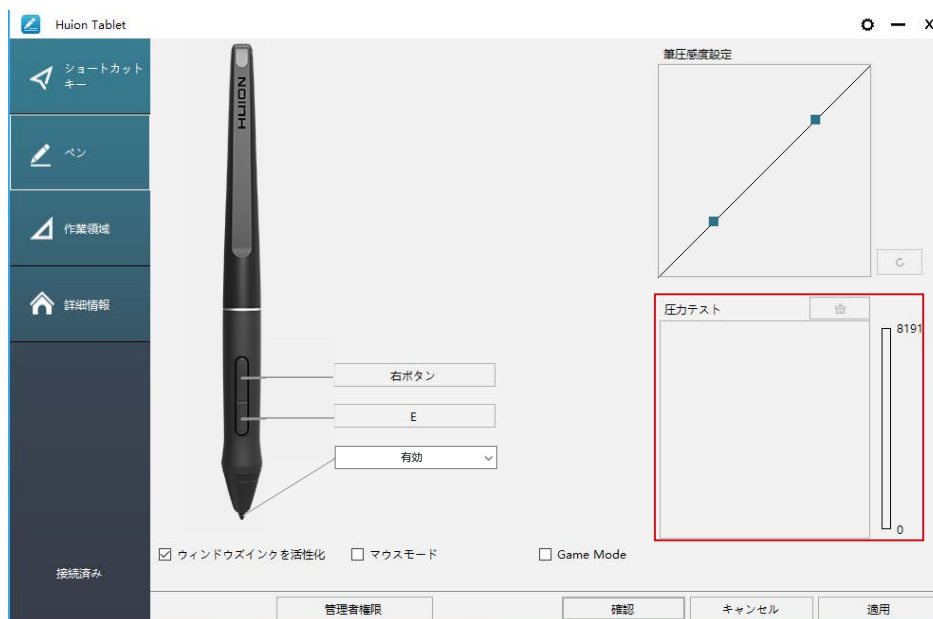 Huion Tablet
ショートカット
キー
ペン
作業領域
詳細情報
接続済み
HUION
右ボタン
E
有効
筆圧感度設定
圧力テスト
8191
0
ウィンドウズインクを活性化
マウスモード
Game Mode
管理者権限
確認
キャンセル
適用